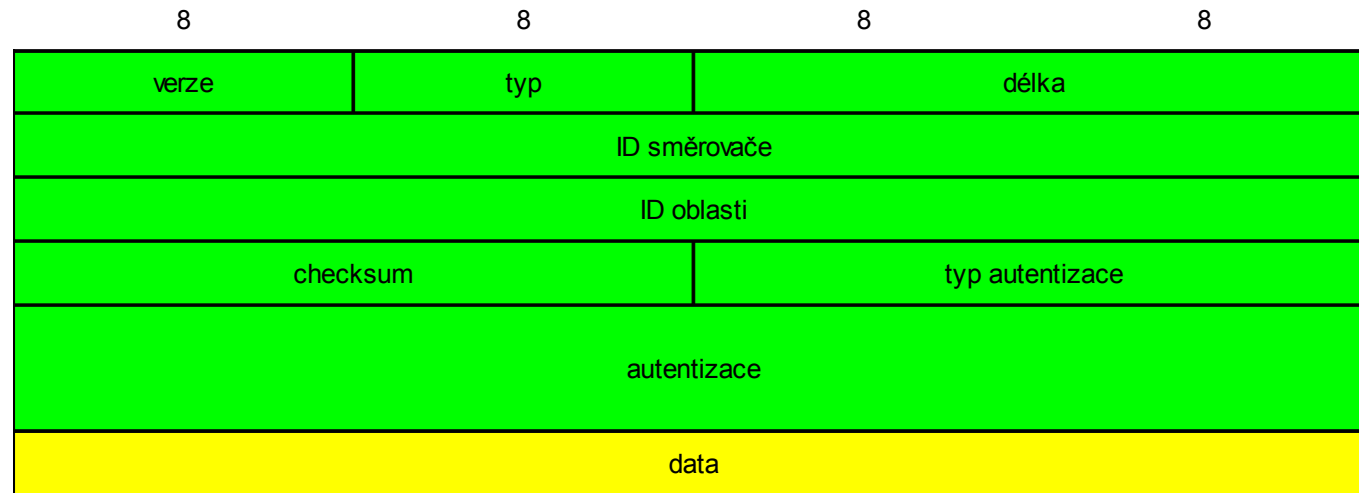 8 8 8 8
verze typ délka
ID směrovače
ID oblasti
checksum typ autentizace
autentizace
data